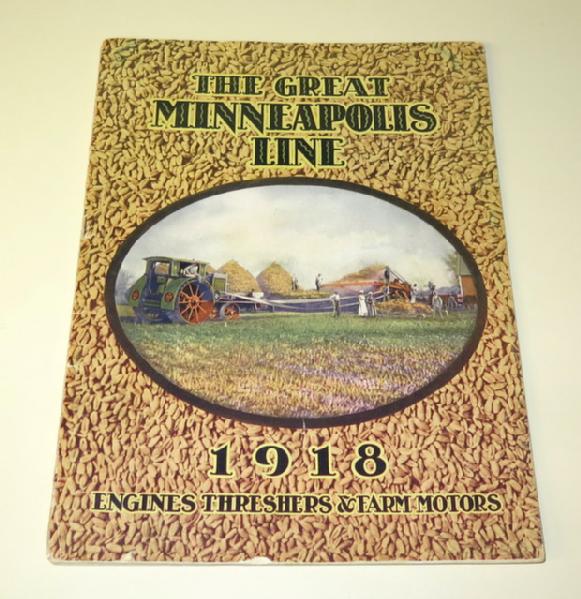 THE GREAT
MINNEAPOLIS
LINE
1918
ENGINES THRESHERS & FARM MOTORS